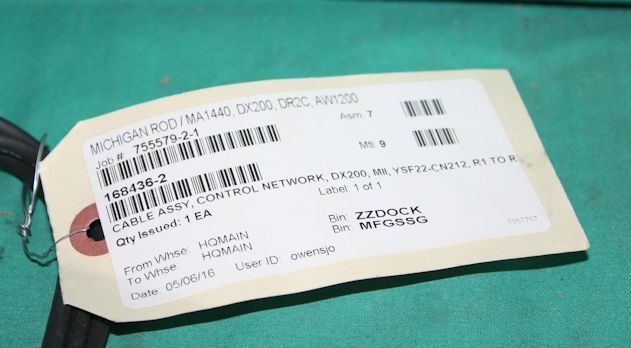 MICHIGAN ROD / MA1440, DX200, DR2C, AW1200
Job #: 755579-2-1
Asm: 7
Mtl: 9
168436-2
CABLE ASSY, CONTROL NETWORK, DX200, MII, YSF22-CN212, R1 TO R
Label: 1 of 1
Qty Issued: 1 EA
From Whse: HQMAIN
Bin: ZZDOCK
To Whse: HQMAIN
Bin: MFGSSG
Date: 05/06/16 User ID: owensjo